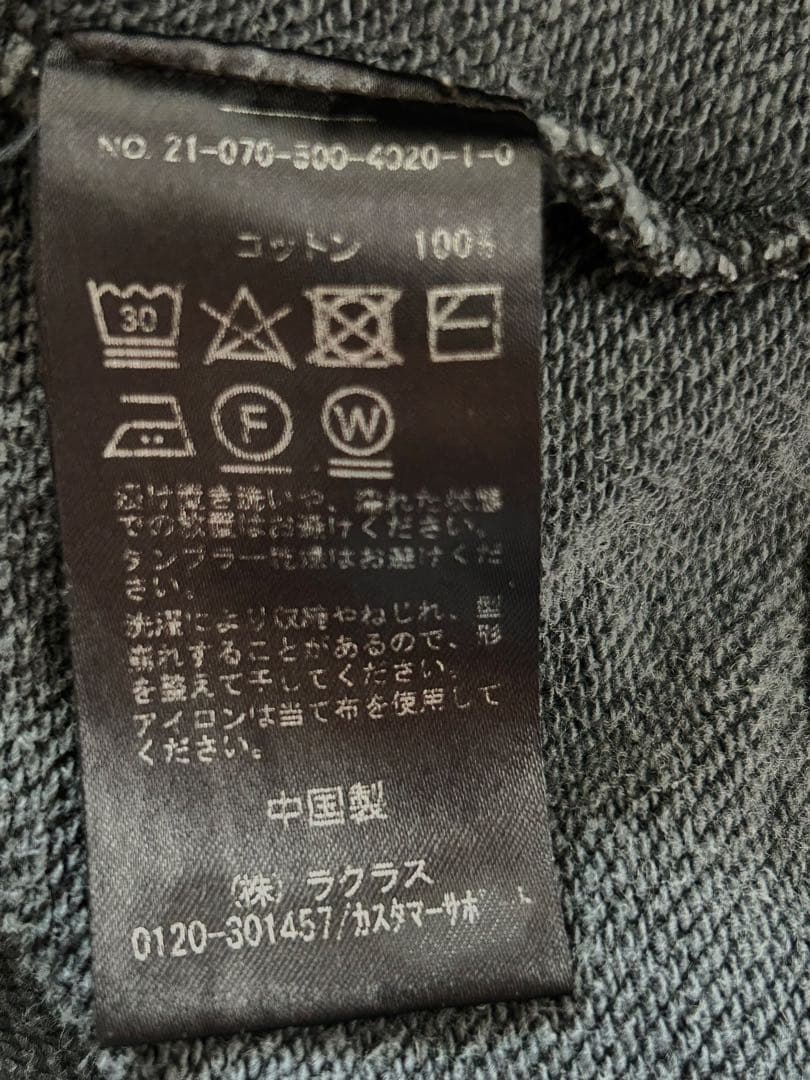 NO. 21-070-500-4020-1-0
コットン 100%
30
F
W
漬け置き洗いや、濡れた状態
での放置はお避けください。
タンブラー乾燥はお避けくだ
さい。
洗濯により収縮やねじれ、型形
崩れすることがあるので、
を整えて干してください。
アイロンは当て布を使用して
ください。
中国製
(株) ラクラス
0120-301457/カスタマーサポ